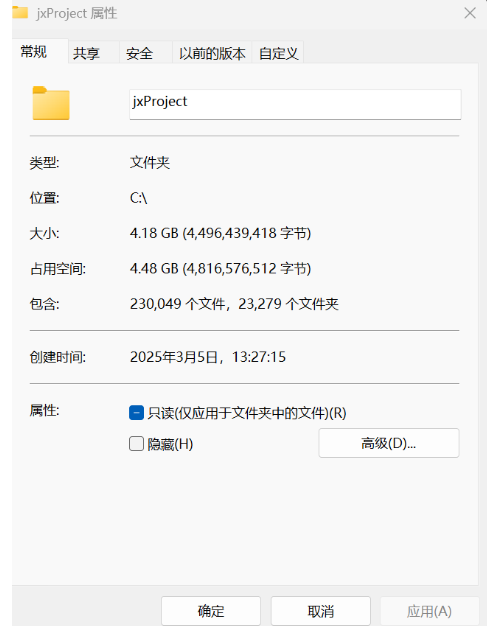 jxProject 属性
常规 共享 安全 以前的版本 自定义
jxProject
类型: 文件夹
位置: C:\
大小: 4.18 GB (4,496,439,418 字节)
占用空间: 4.48 GB (4,816,576,512 字节)
包含: 230,049 个文件，23,279 个文件夹
创建时间: 2025年3月5日，13:27:15
属性: 只读(仅应用于文件夹中的文件)(R)
隐藏(H) 高级(D)...
确定 取消 应用(A)